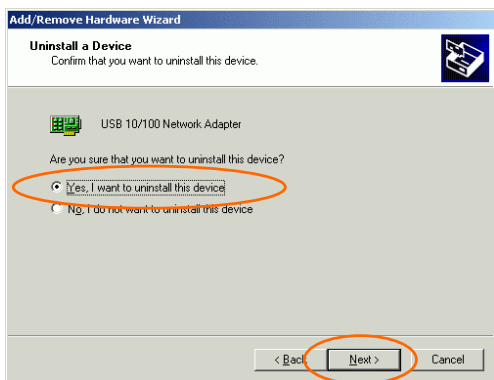 Add/Remove Hardware Wizard
Uninstall a Device
Confirm that you want to uninstall this device.
USB 10/100 Network Adapter
Are you sure that you want to uninstall this device?
Yes, I want to uninstall this device
No, I do not want to uninstall this device
< Back
Next >
Cancel